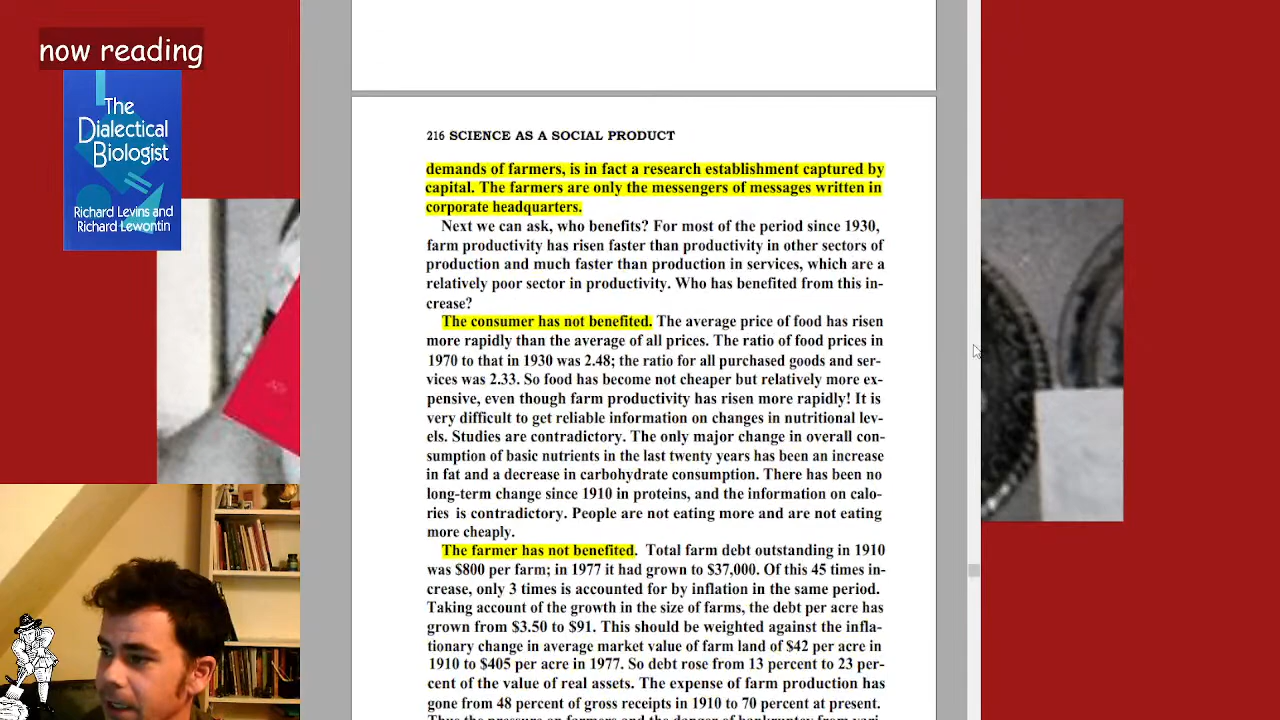 now reading
The
Dialectical
Biologist
Richard Levins and
Richard Lewontin
216 SCIENCE AS A SOCIAL PRODUCT
demands of farmers, is in fact a research establishment captured by
capital. The farmers are only the messengers of messages written in
corporate headquarters.
Next we can ask, who benefits? For most of the period since 1930,
farm productivity has risen faster than productivity in other sectors of
production and much faster than production in services, which are a
relatively poor sector in productivity. Who has benefited from this in-
crease?
The consumer has not benefited. The average price of food has risen
more rapidly than the average of all prices. The ratio of food prices in
1970 to that in 1930 was 2.48; the ratio for all purchased goods and ser-
vices was 2.33. So food has become not cheaper but relatively more ex-
pensive, even though farm productivity has risen more rapidly! It is
very difficult to get reliable information on changes in nutritional lev-
els. Studies are contradictory. The only major change in overall con-
sumption of basic nutrients in the last twenty years has been an increase
in fat and a decrease in carbohydrate consumption. There has been no
long-term change since 1910 in proteins, and the information on calo-
ries is contradictory. People are not eating more and are not eating
more cheaply.
The farmer has not benefited. Total farm debt outstanding in 1910
was $800 per farm; in 1977 it had grown to $37,000. Of this 45 times in-
crease, only 3 times is accounted for by inflation in the same period.
Taking account of the growth in the size of farms, the debt per acre has
grown from $3.50 to $91. This should be weighted against the infla-
tionary change in average market value of farm land of $42 per acre in
1910 to $405 per acre in 1977. So debt rose from 13 percent to 23 per-
cent of the value of real assets. The expense of farm production has
gone from 48 percent of gross receipts in 1910 to 70 percent at present.
Thus the pressure on farmers and the danger of bankruptcy from vari-